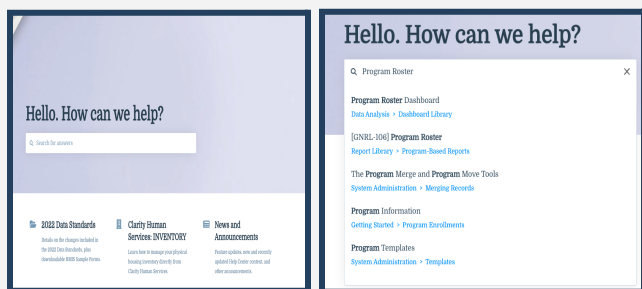 Hello. How can we help?
Search for answers
2022 Data Standards
Details on the changes included in
the 2022 Data Standards, plus
downloadable HMIS Sample Forms.
Clarity Human
Services: INVENTORY
Learn how to manage your physical
housing inventory directly from
Clarity Human Services.
News and
Announcements
Feature updates, new and recently
updated Help Center content, and
other announcements.
Hello. How can we help?
Program Roster X
Program Roster Dashboard
Data Analysis > Dashboard Library
[GNRL-106] Program Roster
Report Library > Program-Based Reports
The Program Merge and Program Move Tools
System Administration > Merging Records
Program Information
Getting Started > Program Enrollments
Program Templates
System Administration > Templates